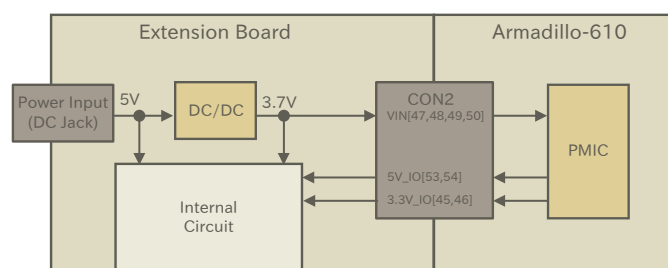 Extension Board
Armadillo-610
Power Input
(DC Jack)
5V
DC/DC
3.7V
CON2
VIN[47,48,49,50]
PMIC
5V_IO[53,54]
3.3V_IO[45,46]
Internal
Circuit